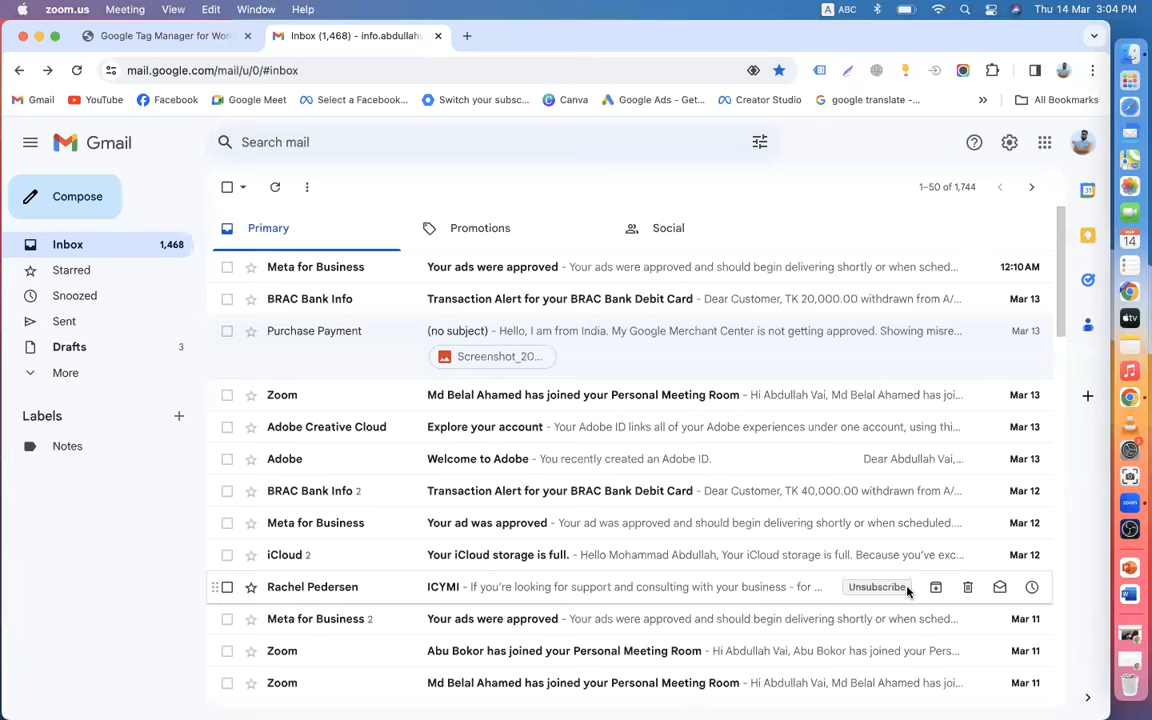 zoom.us Meeting View Edit Window Help ABC Thu 14 Mar 3:04 PM
Google Tag Manager for Wor Inbox (1,468) - info.abdullah
mail.google.com/mail/u/0/#inbox
Gmail YouTube Facebook Google Meet Select a Facebook... Switch your subsc... Canva Google Ads - Get... Creator Studio google translate -... » All Bookmarks
Gmail
Search mail
Compose
1–50 of 1,744
Primary Promotions Social
Inbox 1,468
Starred
Snoozed
Sent
Drafts 3
More
Labels
Notes
Meta for Business Your ads were approved - Your ads were approved and should begin delivering shortly or when sched... 12:10 AM
BRAC Bank Info Transaction Alert for your BRAC Bank Debit Card - Dear Customer, TK 20,000.00 withdrawn from A/... Mar 13
Purchase Payment (no subject) - Hello, I am from India. My Google Merchant Center is not getting approved. Showing misre... Mar 13
Screenshot_20...
Zoom Md Belal Ahamed has joined your Personal Meeting Room - Hi Abdullah Vai, Md Belal Ahamed has joi... Mar 13
Adobe Creative Cloud Explore your account - Your Adobe ID links all of your Adobe experiences under one account, using thi... Mar 13
Adobe Welcome to Adobe - You recently created an Adobe ID. Dear Abdullah Vai,... Mar 13
BRAC Bank Info 2 Transaction Alert for your BRAC Bank Debit Card - Dear Customer, TK 40,000.00 withdrawn from A/... Mar 12
Meta for Business Your ad was approved - Your ad was approved and should begin delivering shortly or when scheduled.... Mar 12
iCloud 2 Your iCloud storage is full. - Hello Mohammad Abdullah, Your iCloud storage is full. Because you've exc... Mar 12
Rachel Pedersen ICYMI - If you're looking for support and consulting with your business - for ... Unsubscribe
Meta for Business 2 Your ads were approved - Your ads were approved and should begin delivering shortly or when sched... Mar 11
Zoom Abu Bokor has joined your Personal Meeting Room - Hi Abdullah Vai, Abu Bokor has joined your Pers... Mar 11
Zoom Md Belal Ahamed has joined your Personal Meeting Room - Hi Abdullah Vai, Md Belal Ahamed has joi... Mar 11